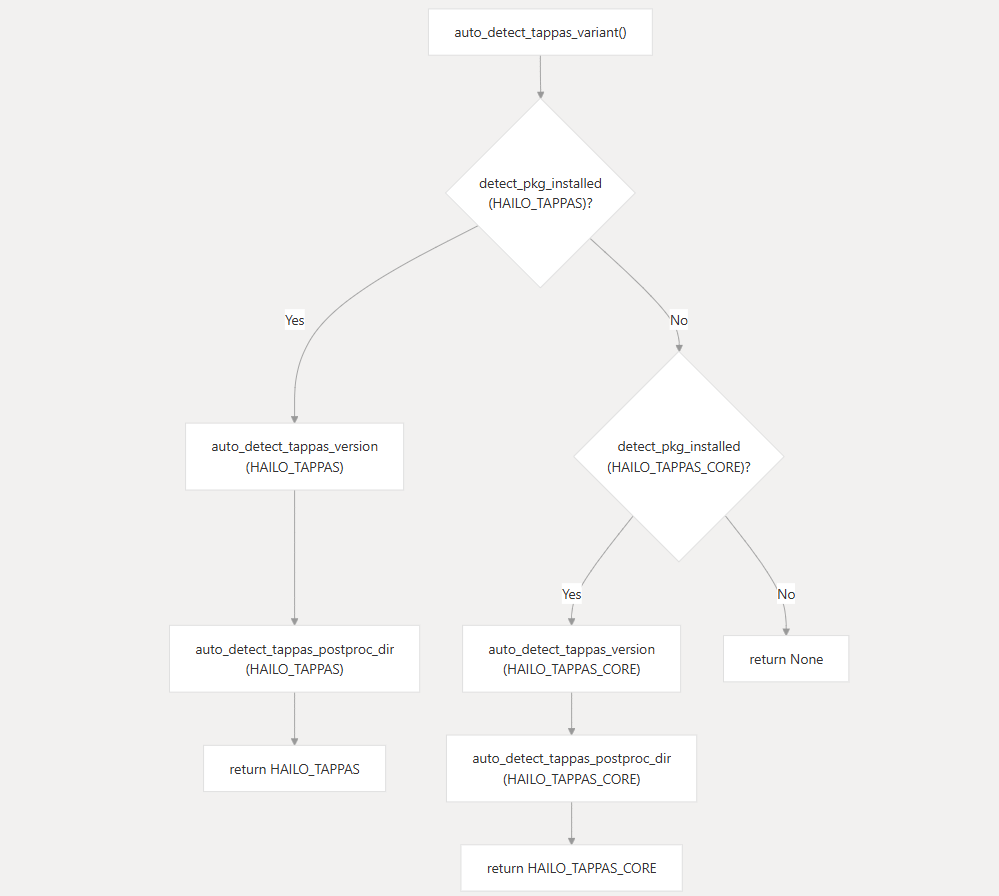 auto_detect_tappas_variant()
detect_pkg_installed
(HAILO_TAPPAS)?
Yes
No
auto_detect_tappas_version
(HAILO_TAPPAS)
detect_pkg_installed
(HAILO_TAPPAS_CORE)?
Yes
No
auto_detect_tappas_postproc_dir
(HAILO_TAPPAS)
auto_detect_tappas_version
(HAILO_TAPPAS_CORE)
return None
return HAILO_TAPPAS
auto_detect_tappas_postproc_dir
(HAILO_TAPPAS_CORE)
return HAILO_TAPPAS_CORE